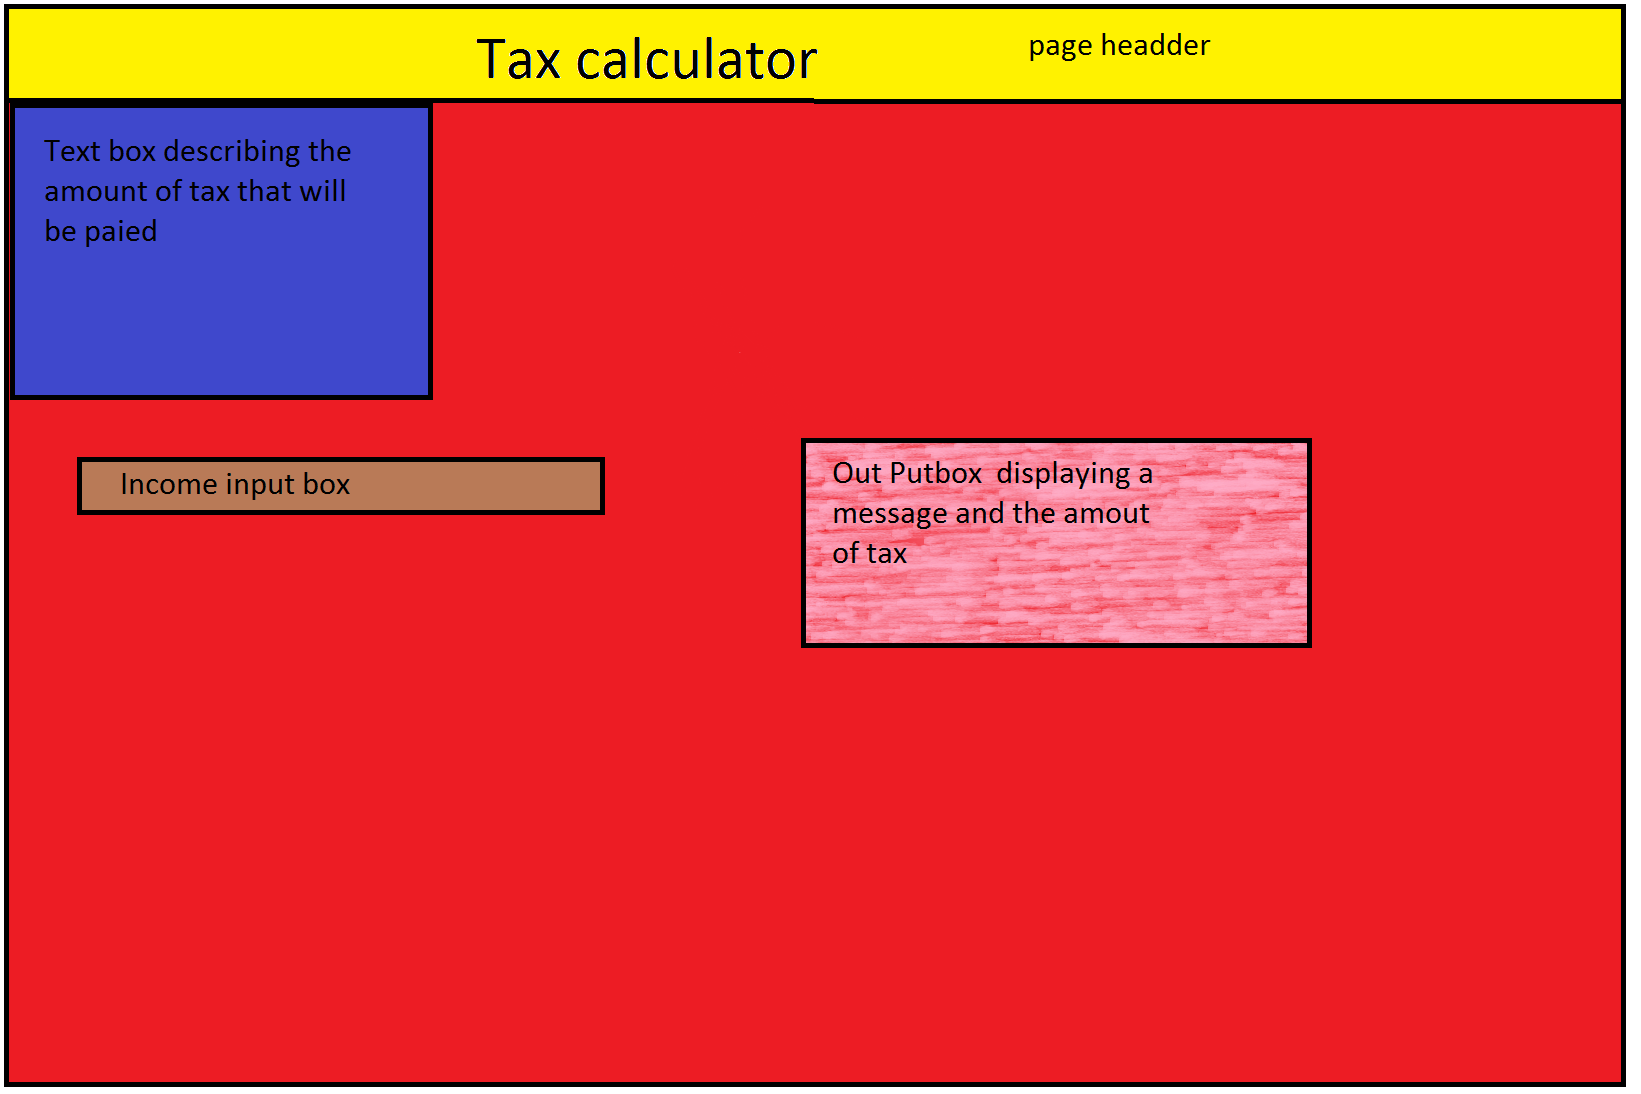 Tax calculator
page headder
Text box describing the
amount of tax that will
be paied
Income input box
Out Putbox  displaying a
message and the amout
of tax